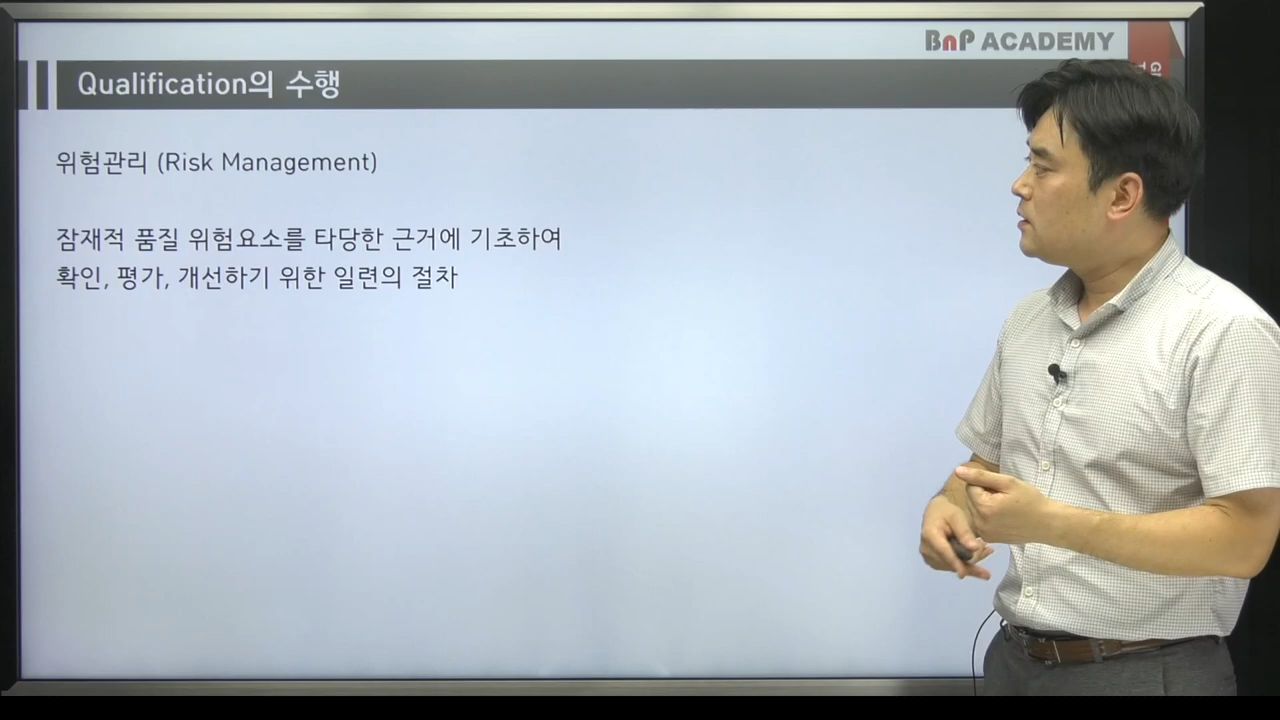 BnP ACADEMY
Qualification의 수행
위험관리 (Risk Management)
잠재적 품질 위험요소를 타당한 근거에 기초하여
확인, 평가, 개선하기 위한 일련의 절차